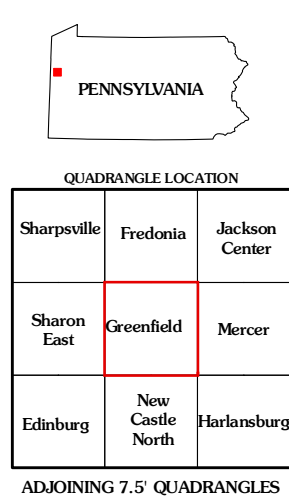 PENNSYLVANIA
QUADRANGLE LOCATION
Sharpsville
Fredonia
Jackson
Center
Sharon
East
Greenfield
Mercer
Edinburg
New
Castle
North
Harlansburg
ADJOINING 7.5' QUADRANGLES